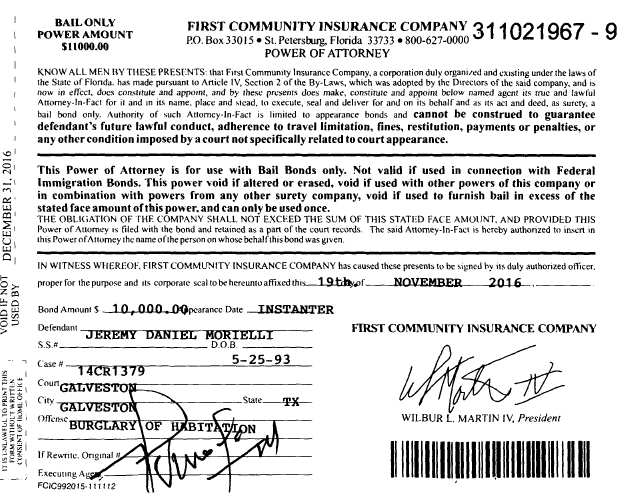 BAIL ONLY
POWER AMOUNT
$11000.00
FIRST COMMUNITY INSURANCE COMPANY
P.O. Box 33015 • St. Petersburg, Florida 33733 • 800-627-0000
POWER OF ATTORNEY
311021967 - 9
KNOW ALL MEN BY THESE PRESENTS: that First Community Insurance Company, a corporation duly organized and existing under the laws of
the State of Florida, has made pursuant to Article IV, Section 2 of the By-Laws, which was adopted by the Directors of the said company, and is
now in effect, does constitute and appoint, and by these presents does make, constitute and appoint below named agent its true and lawful
Attorney-In-Fact for it and in its name, place and stead, to execute, seal and deliver for and on its behalf and as its act and deed, as surety, a
bail bond only. Authority of such Attorney-In-Fact is limited to appearance bonds and cannot be construed to guarantee
defendant's future lawful conduct, adherence to travel limitation, fines, restitution, payments or penalties, or
any other condition imposed by a court not specifically related to court appearance.
This Power of Attorney is for use with Bail Bonds only. Not valid if used in connection with Federal
Immigration Bonds. This power void if altered or erased, void if used with other powers of this company or
in combination with powers from any other surety company, void if used to furnish bail in excess of the
stated face amount of this power, and can only be used once.
THE OBLIGATION OF THE COMPANY SHALL NOT EXCEED THE SUM OF THIS STATED FACE AMOUNT, AND PROVIDED THIS
Power of Attorney is filed with the bond and retained as a part of the court records. The said Attorney-In-Fact is hereby authorized to insert in
this Power of Attorney the name of the person on whose behalf this bond was given.
IN WITNESS WHEREOF, FIRST COMMUNITY INSURANCE COMPANY has caused these presents to be signed by its duly authorized officer,
proper for the purpose and its corporate seal to be hereunto affixed this 19th of NOVEMBER 2016
Bond Amount $ 10,000.00 pearance Date INSTANTER
Defendant JEREMY DANIEL MORIELLI
S.S.# D.O.B. 5-25-93
Case # 14CR1379
Court GALVESTON
City GALVESTON State TX
Offense BURGLARY OF HABITATION
If Rewrite, Original #
Executing Agent
FCIC992015-111112
FIRST COMMUNITY INSURANCE COMPANY
WILBUR L. MARTIN IV, President
VOID IF NOT
USED BY
DECEMBER 31, 2016
IT IS UNLAWFUL TO PRINT THIS
FORM WITHOUT WRITTEN
CONSENT OF HOME OFFICE